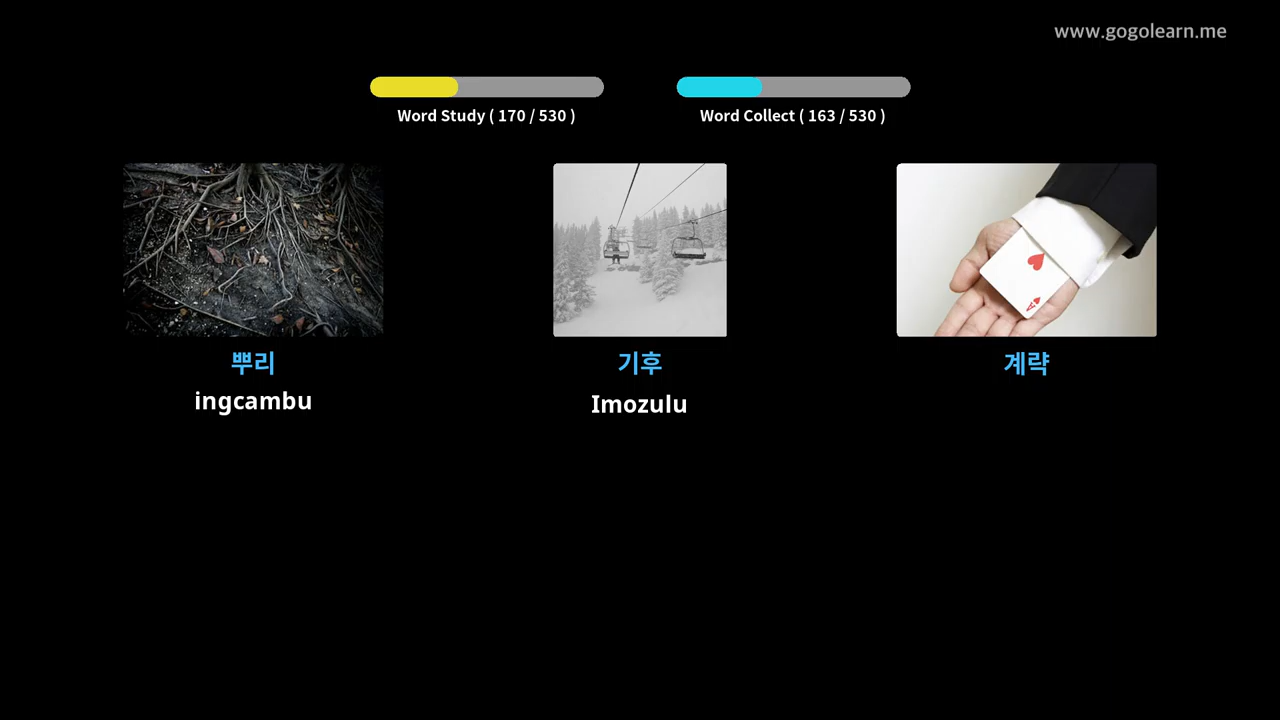 www.gogolearn.me
Word Study ( 170 / 530 )
Word Collect ( 163 / 530 )
뿌리
기후
계략
ingcambu
Imozulu